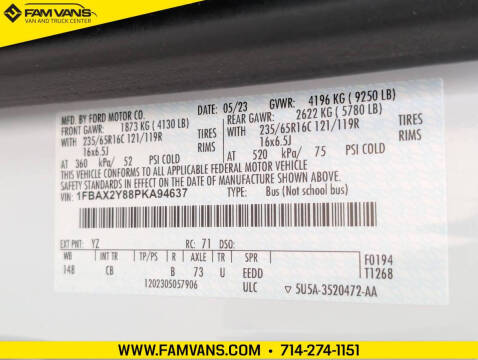 FAMVANS
VAN AND TRUCK CENTER
MFD. BY FORD MOTOR CO. DATE: 05/23 GVWR: 4196 KG ( 9250 LB)
FRONT GAWR: 1873 KG ( 4130 LB) REAR GAWR: 2622 KG ( 5780 LB)
WITH 235/65R16C 121/119R TIRES WITH 235/65R16C 121/119R TIRES
16x6.5J RIMS 16x6.5J RIMS
AT 360 kPa/ 52 PSI COLD AT 520 kPa/ 75 PSI COLD
THIS VEHICLE CONFORMS TO ALL APPLICABLE FEDERAL MOTOR VEHICLE
SAFETY STANDARDS IN EFFECT ON THE DATE OF MANUFACTURE SHOWN ABOVE.
VIN: 1FBAX2Y88PKA94637 TYPE: Bus (Not school bus)
EXT PNT: YZ RC: 71 DSO:
WB INT TR TP/PS R AXLE TR SPR F0194
148 CB B 73 U EEDD T1268
1202305057906 ULC 5U5A-3520472-AA
WWW.FAMVANS.COM • 714-274-1151